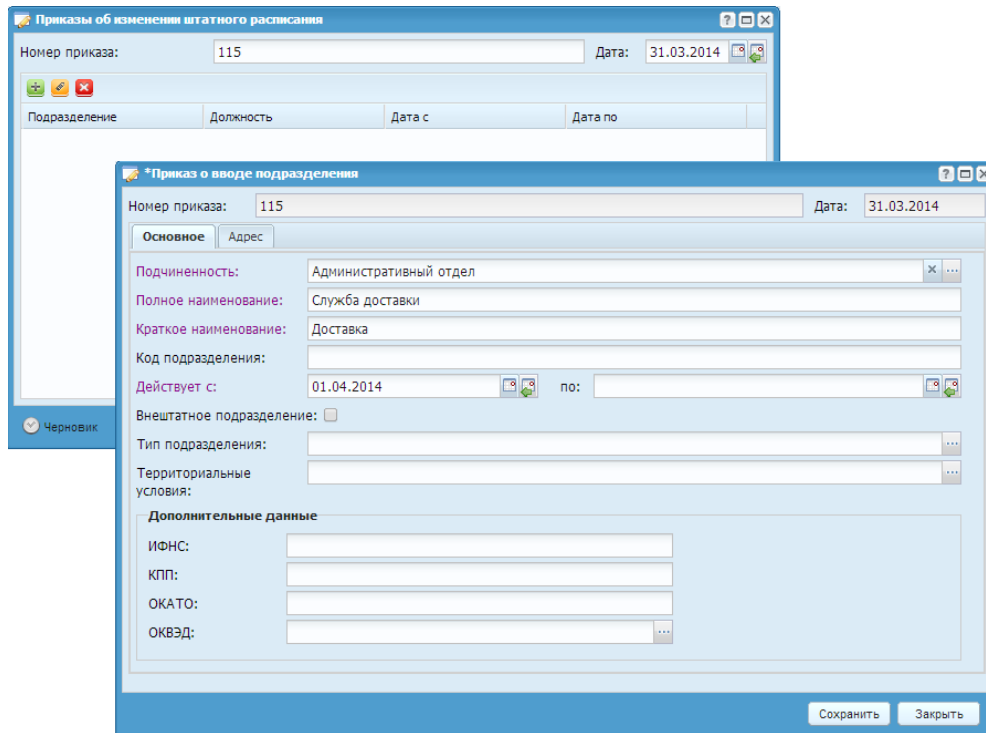 Приказы об изменении штатного расписания
Номер приказа: 115 Дата: 31.03.2014
Подразделение Должность Дата с Дата по
Черновик
*Приказ о вводе подразделения
Номер приказа: 115 Дата: 31.03.2014
Основное Адрес
Подчиненность: Административный отдел
Полное наименование: Служба доставки
Краткое наименование: Доставка
Код подразделения:
Действует с: 01.04.2014 по:
Внештатное подразделение:
Тип подразделения:
Территориальные
условия:
Дополнительные данные
ИФНС:
КПП:
ОКАТО:
ОКВЭД:
Сохранить Закрыть